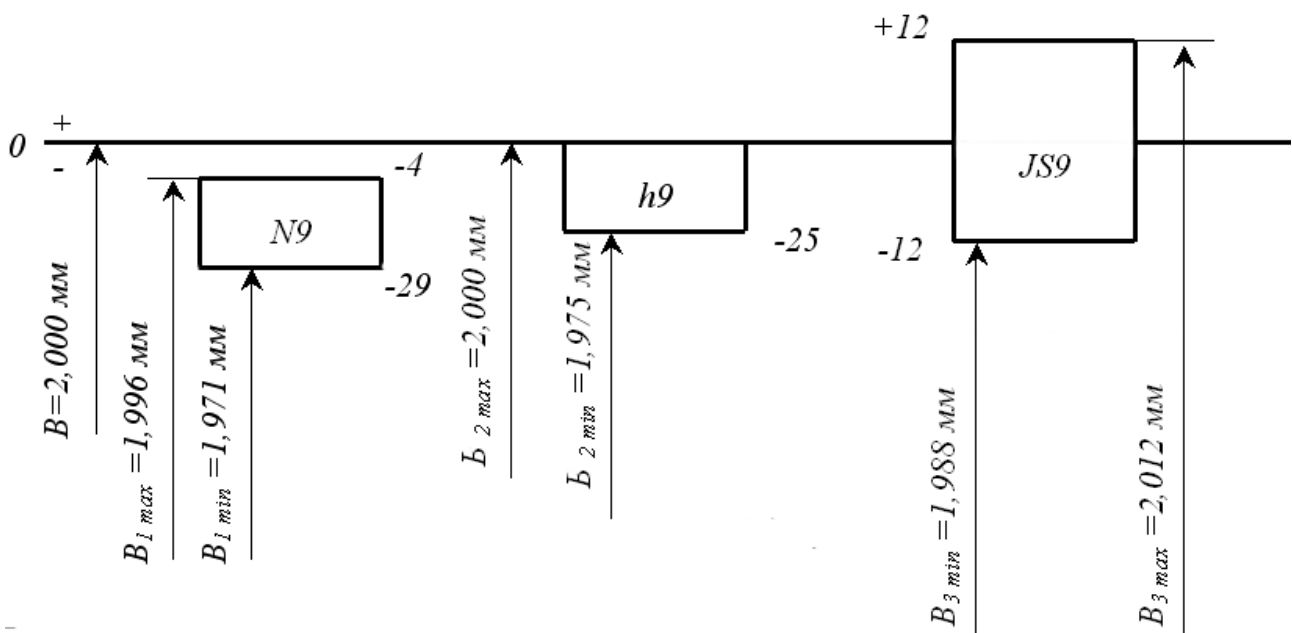 +12
+
0
-
-4
N9
-29
h9
-25
JS9
-12
B=2,000 мм
B1 max=1,996 мм
B1 min=1,971 мм
Ь 2 max=2,000 мм
Ь 2 min=1,975 мм
B3 min=1,988 мм
B3 max=2,012 мм